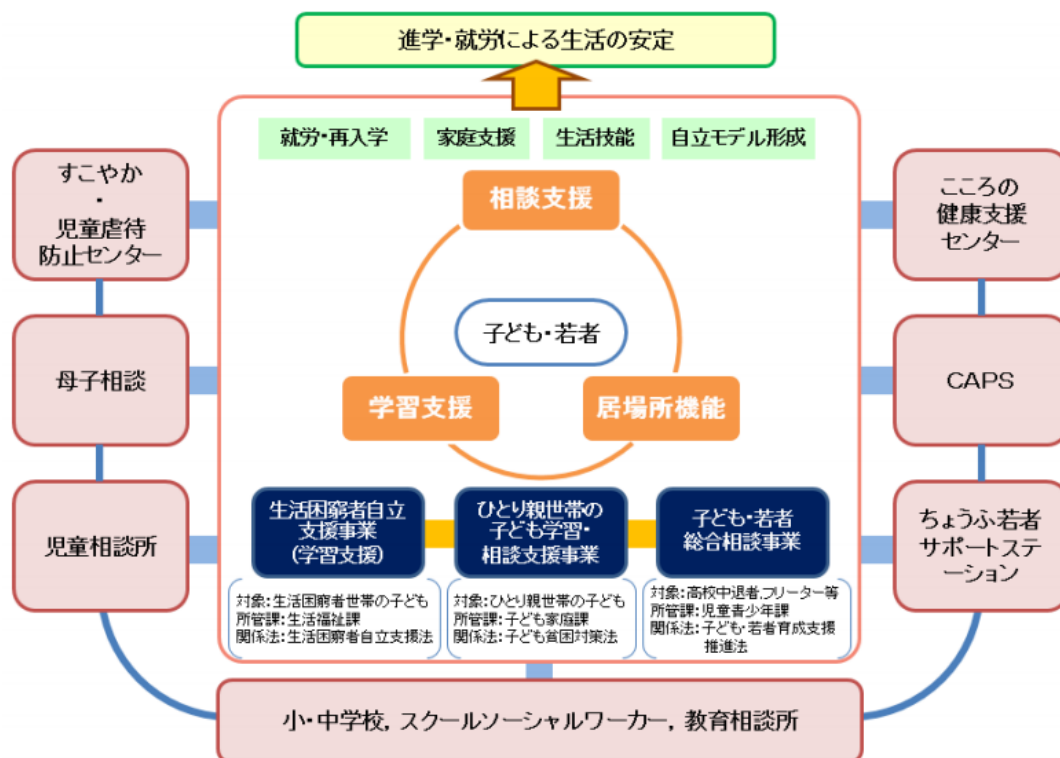 進学・就労による生活の安定
就労・再入学
家庭支援
生活技能
自立モデル形成
すこやか
・
児童虐待
防止センター
相談支援
こころの
健康支援
センター
子ども・若者
母子相談
CAPS
学習支援
居場所機能
児童相談所
生活困窮者自立
支援事業
(学習支援)
ひとり親世帯の
子ども学習・
相談支援事業
子ども・若者
総合相談事業
ちょうふ若者
サポートステ
ーション
対象:生活困窮者世帯の子ども
所管課:生活福祉課
関係法:生活困窮者自立支援法
対象:ひとり親世帯の子ども
所管課:子ども家庭課
関係法:子ども貧困対策法
対象:高校中退者,フリーター等
所管課:児童青少年課
関係法:子ども・若者育成支援
推進法
小・中学校, スクールソーシャルワーカー, 教育相談所